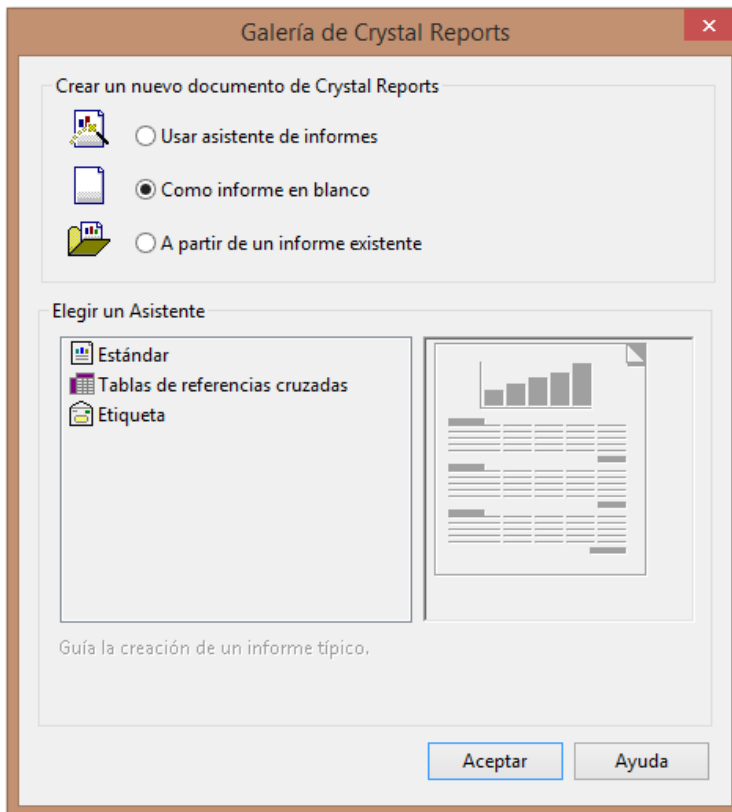 Galería de Crystal Reports
Crear un nuevo documento de Crystal Reports
Usar asistente de informes
Como informe en blanco
A partir de un informe existente
Elegir un Asistente
Estándar
Tablas de referencias cruzadas
Etiqueta
Guía la creación de un informe típico.
Aceptar Ayuda